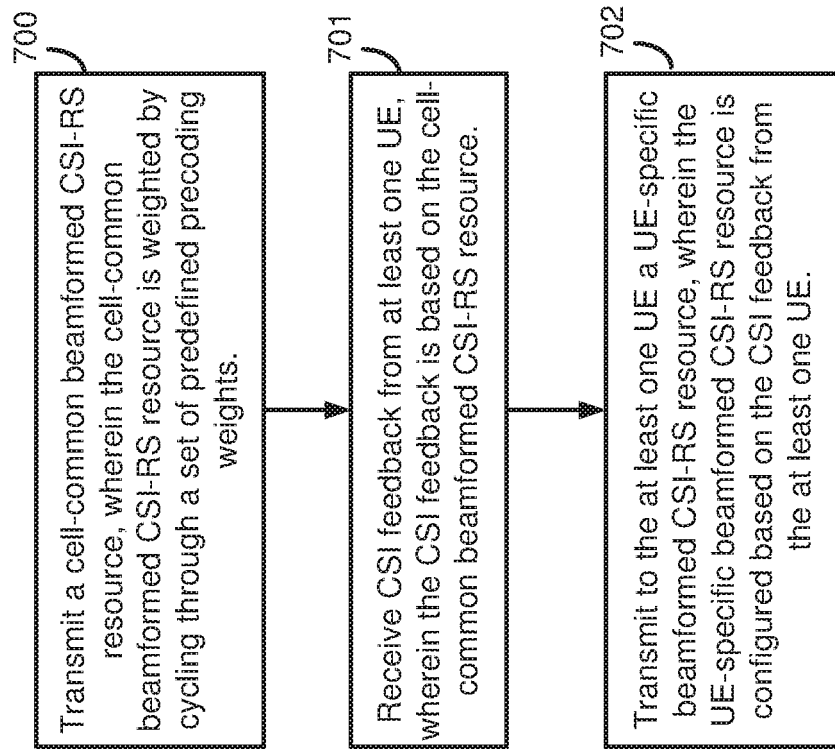 700
Transmit a cell-common beamformed CSI-RS
resource, wherein the cell-common
beamformed CSI-RS resource is weighted by
cycling through a set of predefined precoding
weights.
701
Receive CSI feedback from at least one UE,
wherein the CSI feedback is based on the cell-
common beamformed CSI-RS resource.
702
Transmit to the at least one UE a UE-specific
beamformed CSI-RS resource, wherein the
UE-specific beamformed CSI-RS resource is
configured based on the CSI feedback from
the at least one UE.